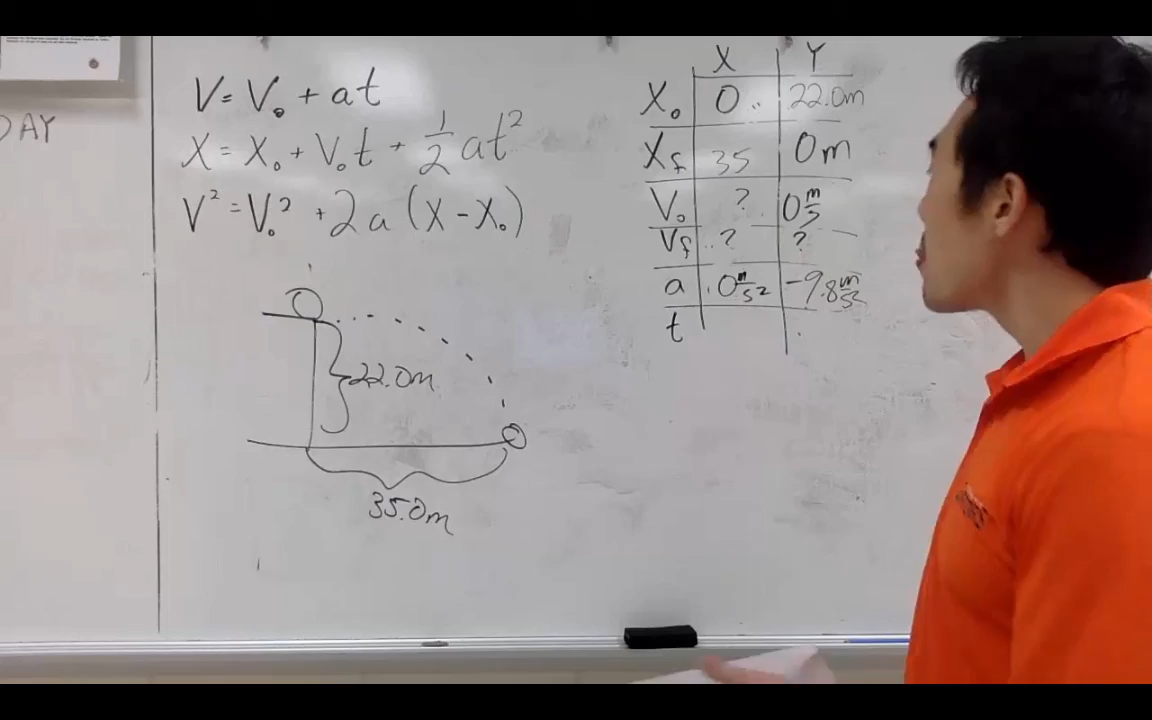 DAY
V = V₀ + at
X = X₀ + V₀t + 1/2 at²
V² = V₀² + 2a (X - X₀)
22.0m
35.0m
X Y
X₀ 0 22.0m
Xf 35 0m
V₀ ? 0 m/s
Vf ? ?
a 0 m/s² -9.8 m/s²
t